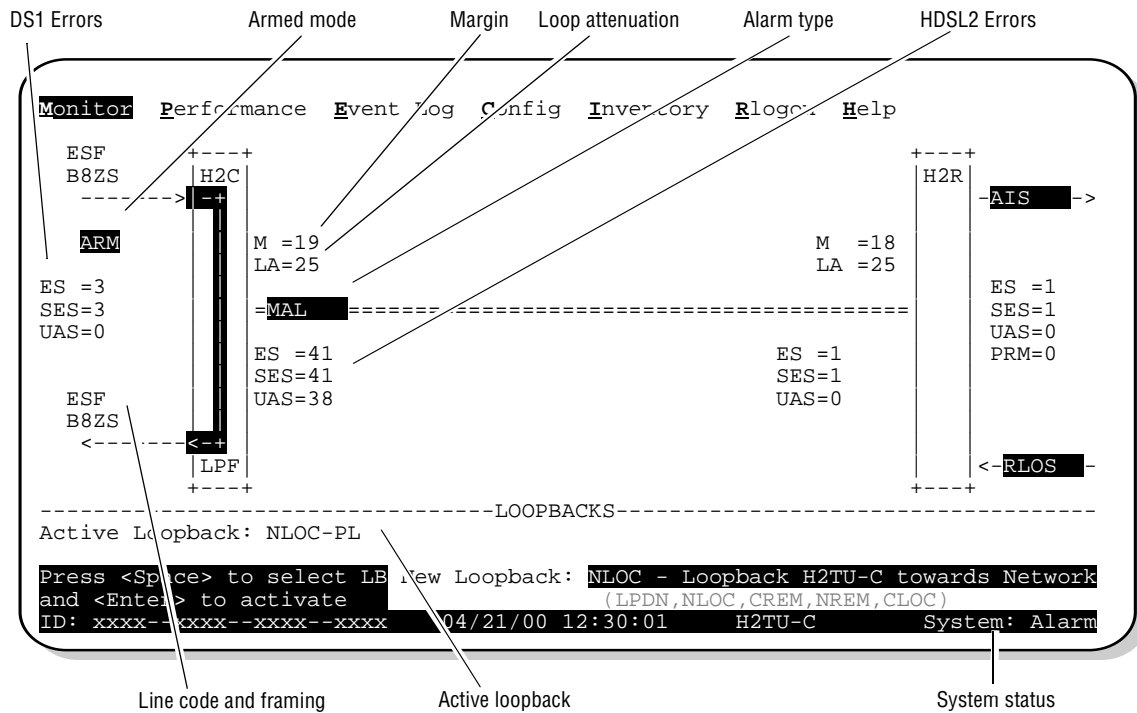 DS1 Errors Armed mode Margin Loop attenuation Alarm type HDSL2 Errors
Monitor Performance Event Log Config Inventory Rlogon Help
ESF +---+ +---+
B8ZS |H2C| |H2R|
------->|-+ -AIS ->
ARM M =19 M =18
LA=25 LA =25
ES =3 ES =1
SES=3 =MAL ========================================== SES=1
UAS=0 UAS=0
ES =41 ES =1 PRM=0
SES=41 SES=1
ESF UAS=38 UAS=0
B8ZS
<-------<-+
|LPF| <-RLOS -
+---+ +---+
-----------------------------------LOOPBACKS-------------------------------------
Active Loopback: NLOC-PL
Press <Space> to select LB New Loopback: NLOC - Loopback H2TU-C towards Network
and <Enter> to activate (LPDN,NLOC,CREM,NREM,CLOC)
ID: xxxx--xxxx--xxxx--xxxx 04/21/00 12:30:01 H2TU-C System: Alarm
Line code and framing Active loopback System status